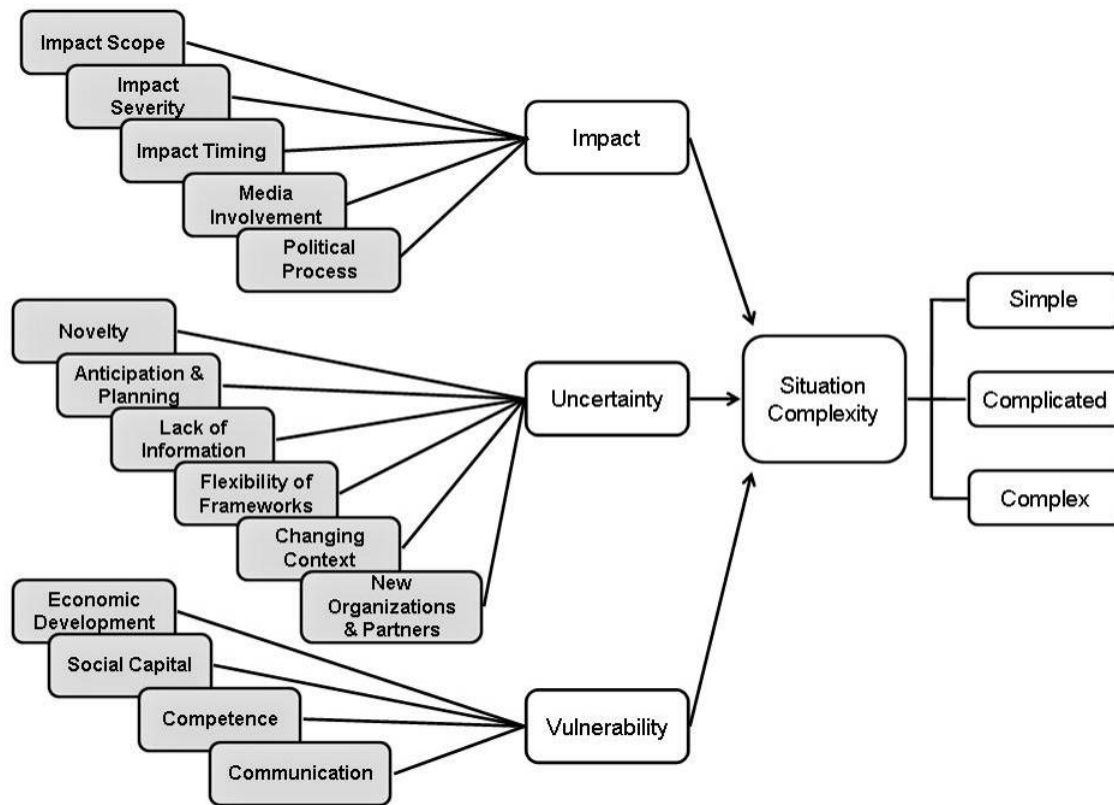 Impact Scope
Impact
Severity
Impact Timing
Media
Involvement
Political
Process
Impact
Novelty
Anticipation &
Planning
Lack of
Information
Flexibility of
Frameworks
Changing
Context
New
Organizations
& Partners
Uncertainty
Economic
Development
Social Capital
Competence
Communication
Vulnerability
Situation
Complexity
Simple
Complicated
Complex